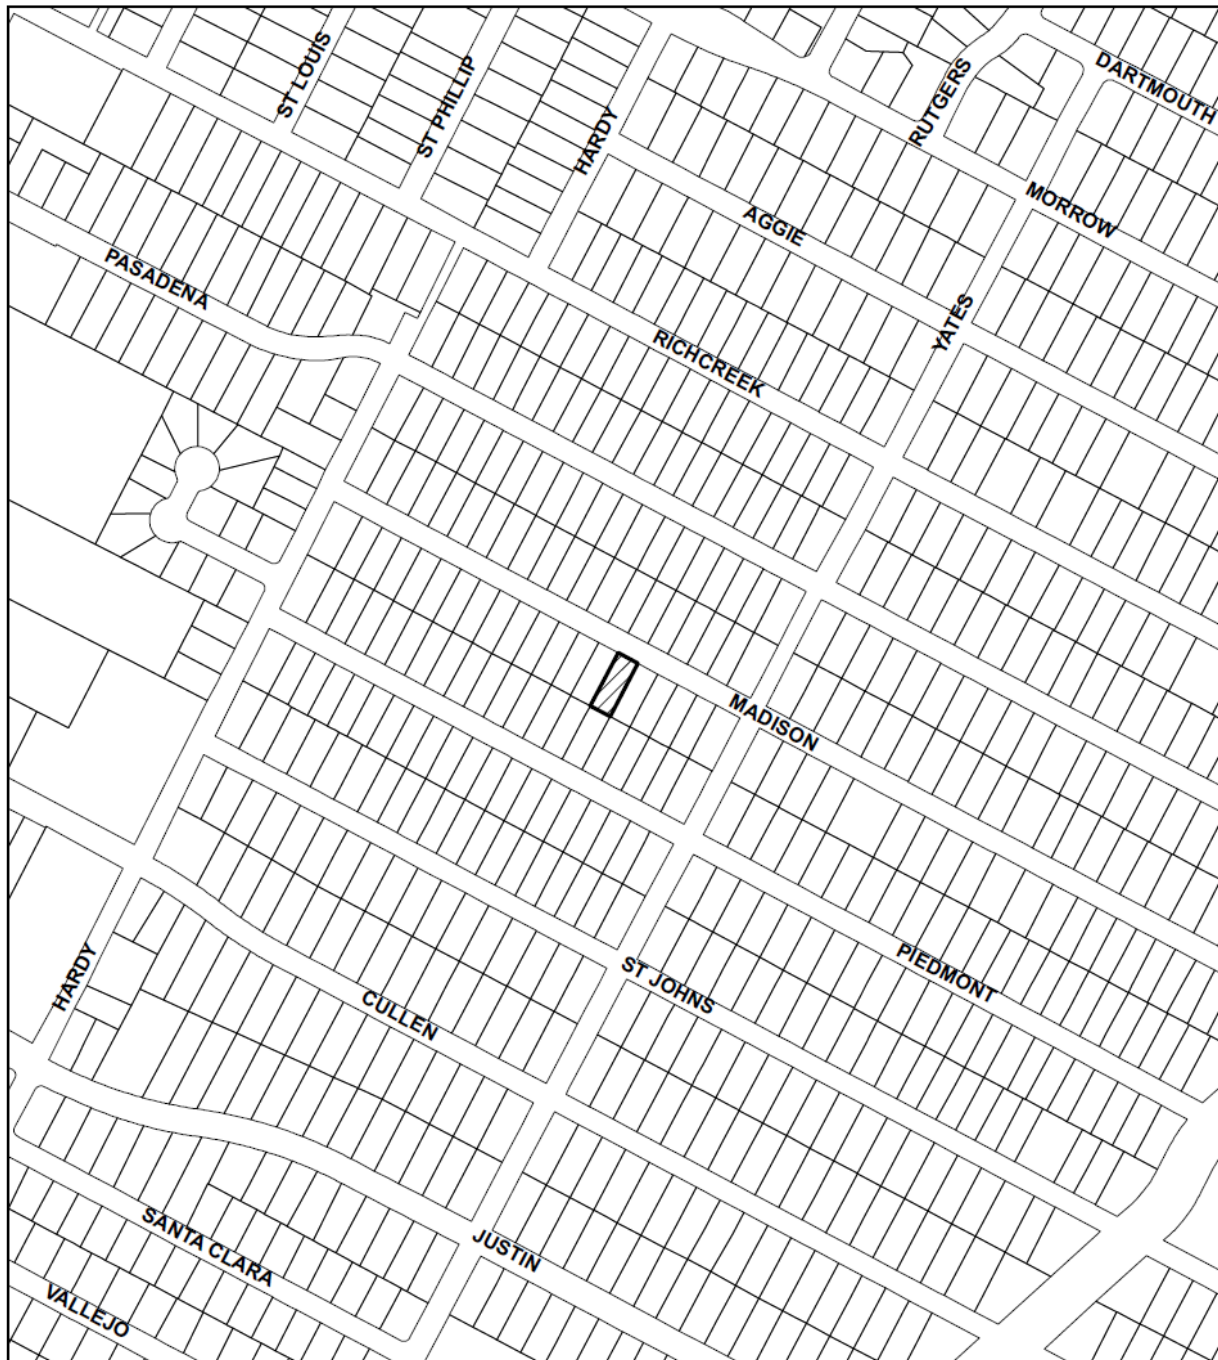 ST LOUIS
ST PHILLIP
HARDY
RUTGERS
DARTMOUTH
MORROW
AGGIE
PASADENA
YATES
RICHCREEK
MADISON
HARDY
CULLEN
ST JOHNS
PIEDMONT
SANTA CLARA
JUSTIN
VALLEJO